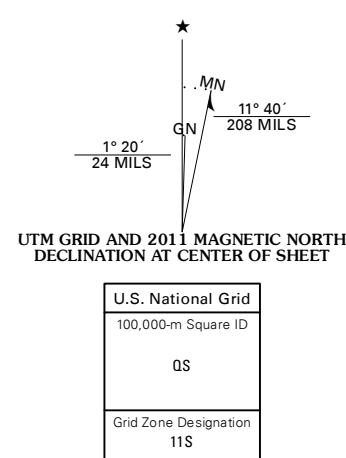 ★
MN
11° 40´
208 MILS
GN
1° 20´
24 MILS
UTM GRID AND 2011 MAGNETIC NORTH
DECLINATION AT CENTER OF SHEET
U.S. National Grid
100,000-m Square ID
QS
Grid Zone Designation
11S